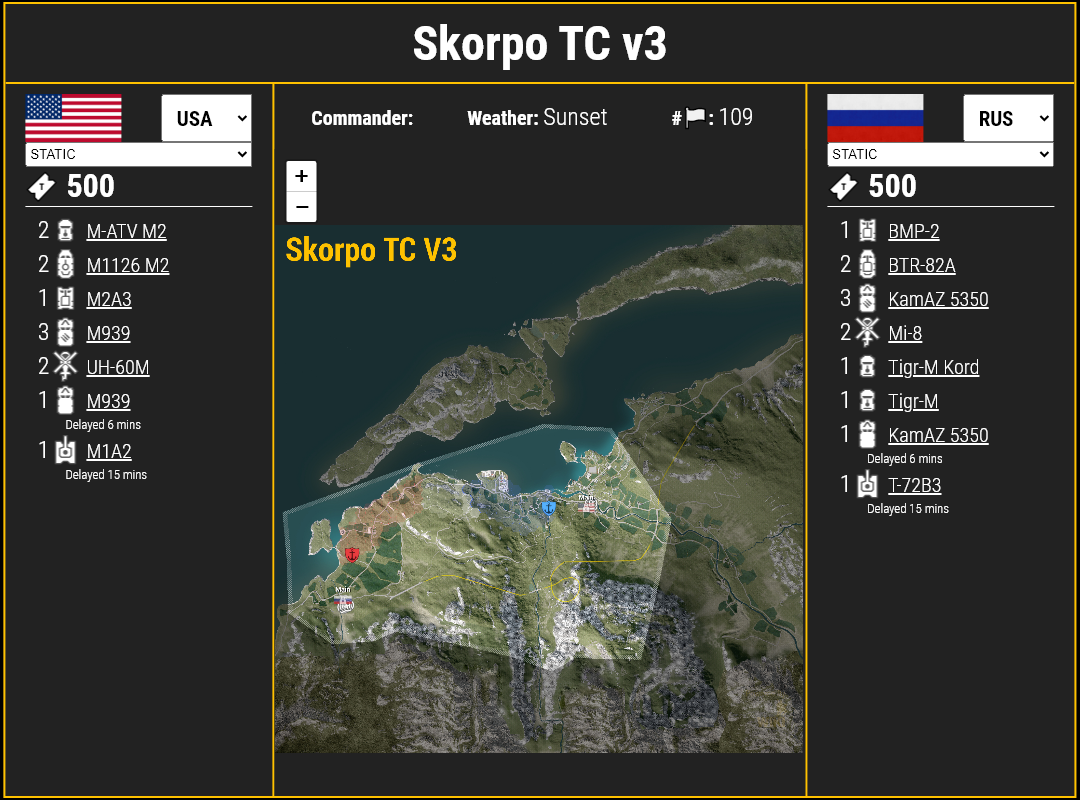 Skorpo TC v3
USA
STATIC
500
2 M-ATV M2
2 M1126 M2
1 M2A3
3 M939
2 UH-60M
1 M939
Delayed 6 mins
1 M1A2
Delayed 15 mins
Commander:
Weather: Sunset
# : 109
+
−
Skorpo TC V3
Main
Main
RUS
STATIC
500
1 BMP-2
2 BTR-82A
3 KamAZ 5350
2 Mi-8
1 Tigr-M Kord
1 Tigr-M
1 KamAZ 5350
Delayed 6 mins
1 T-72B3
Delayed 15 mins